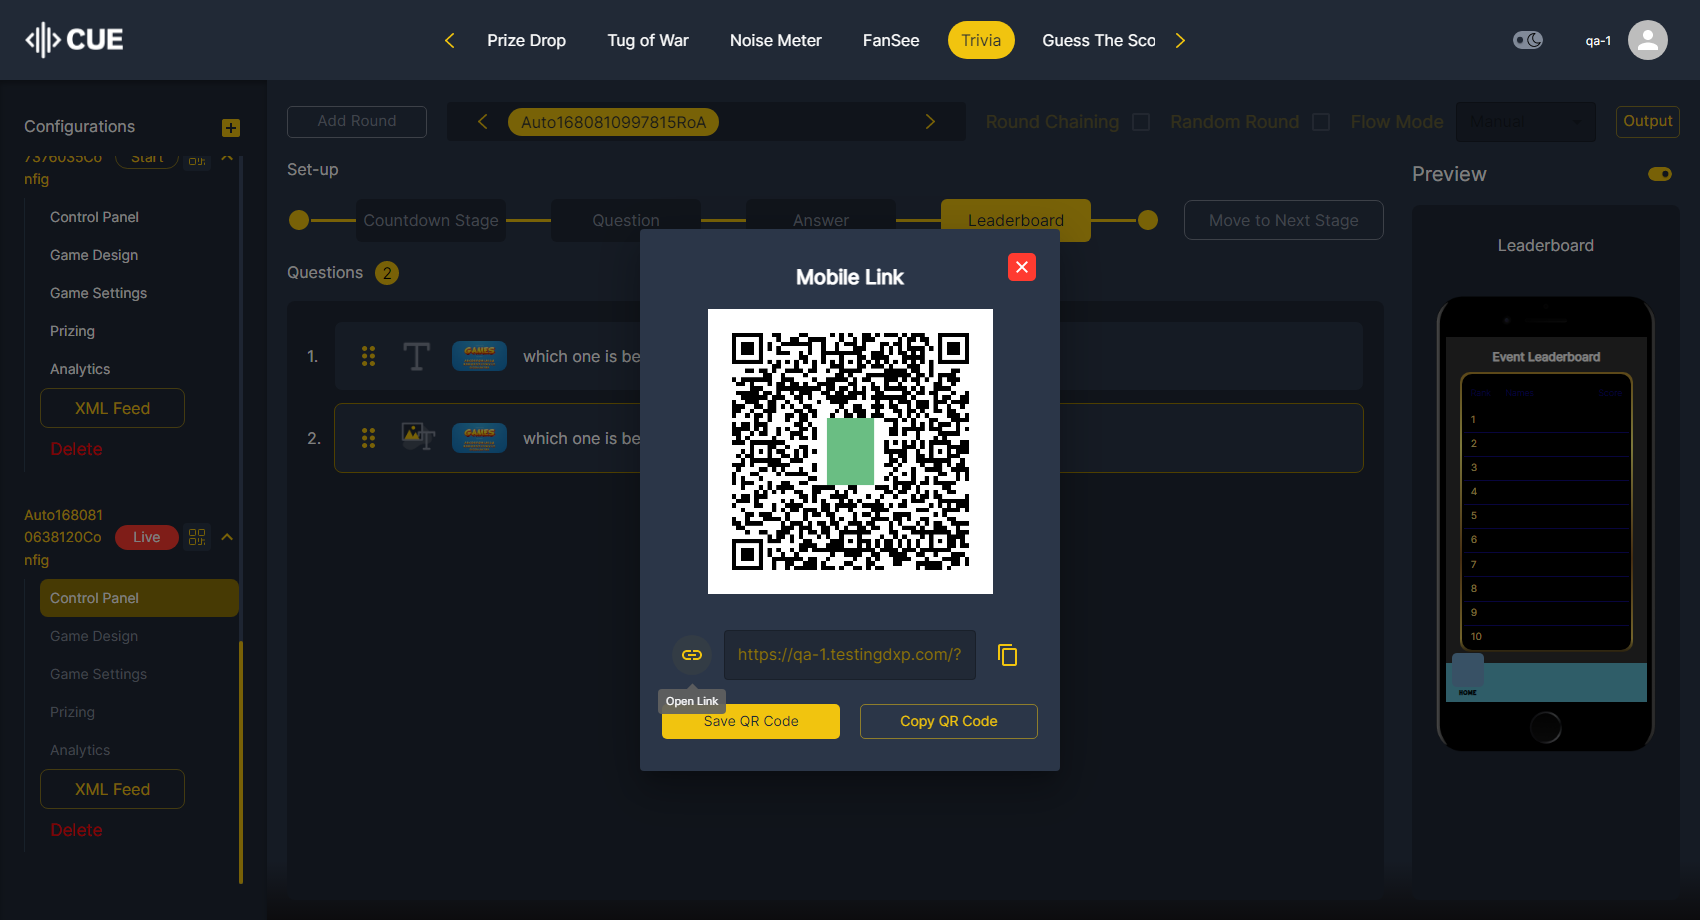 CUE
Prize Drop
Tug of War
Noise Meter
FanSee
Trivia
Guess The Sco
qa-1
Configurations
7376035Co
nfig
Start
Control Panel
Game Design
Game Settings
Prizing
Analytics
XML Feed
Delete
Auto168081
0638120Co
nfig
Live
Control Panel
Game Design
Game Settings
Prizing
Analytics
XML Feed
Delete
Add Round
Auto1680810997815RoA
Round Chaining
Random Round
Flow Mode
Manual
Output
Set-up
Countdown Stage
Question
Answer
Leaderboard
Move to Next Stage
Questions 2
1.
T
GAMES
which one is be
2.
T
GAMES
which one is be
Mobile Link
https://qa-1.testingdxp.com/?
Open Link
Save QR Code
Copy QR Code
Preview
Leaderboard
Event Leaderboard
1
2
3
4
5
6
7
8
9
10
HOME